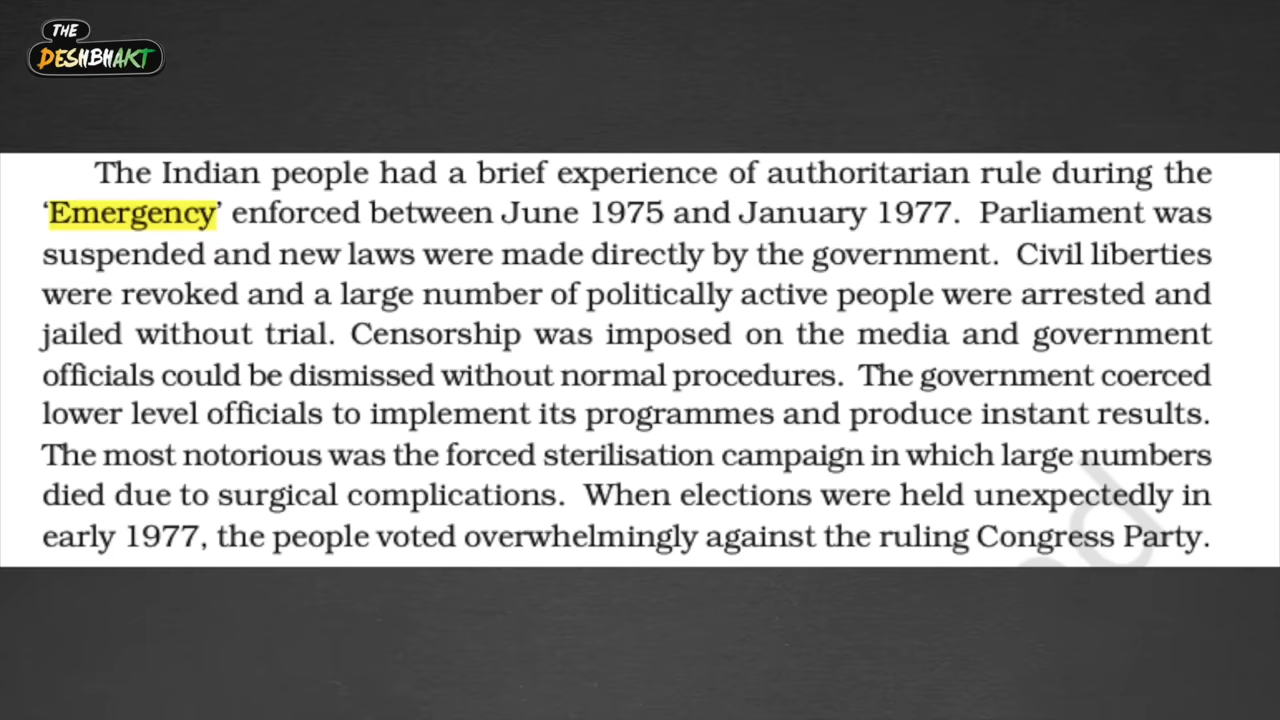 THE
DESHBHAKT
The Indian people had a brief experience of authoritarian rule during the
‘Emergency’ enforced between June 1975 and January 1977. Parliament was
suspended and new laws were made directly by the government. Civil liberties
were revoked and a large number of politically active people were arrested and
jailed without trial. Censorship was imposed on the media and government
officials could be dismissed without normal procedures. The government coerced
lower level officials to implement its programmes and produce instant results.
The most notorious was the forced sterilisation campaign in which large numbers
died due to surgical complications. When elections were held unexpectedly in
early 1977, the people voted overwhelmingly against the ruling Congress Party.